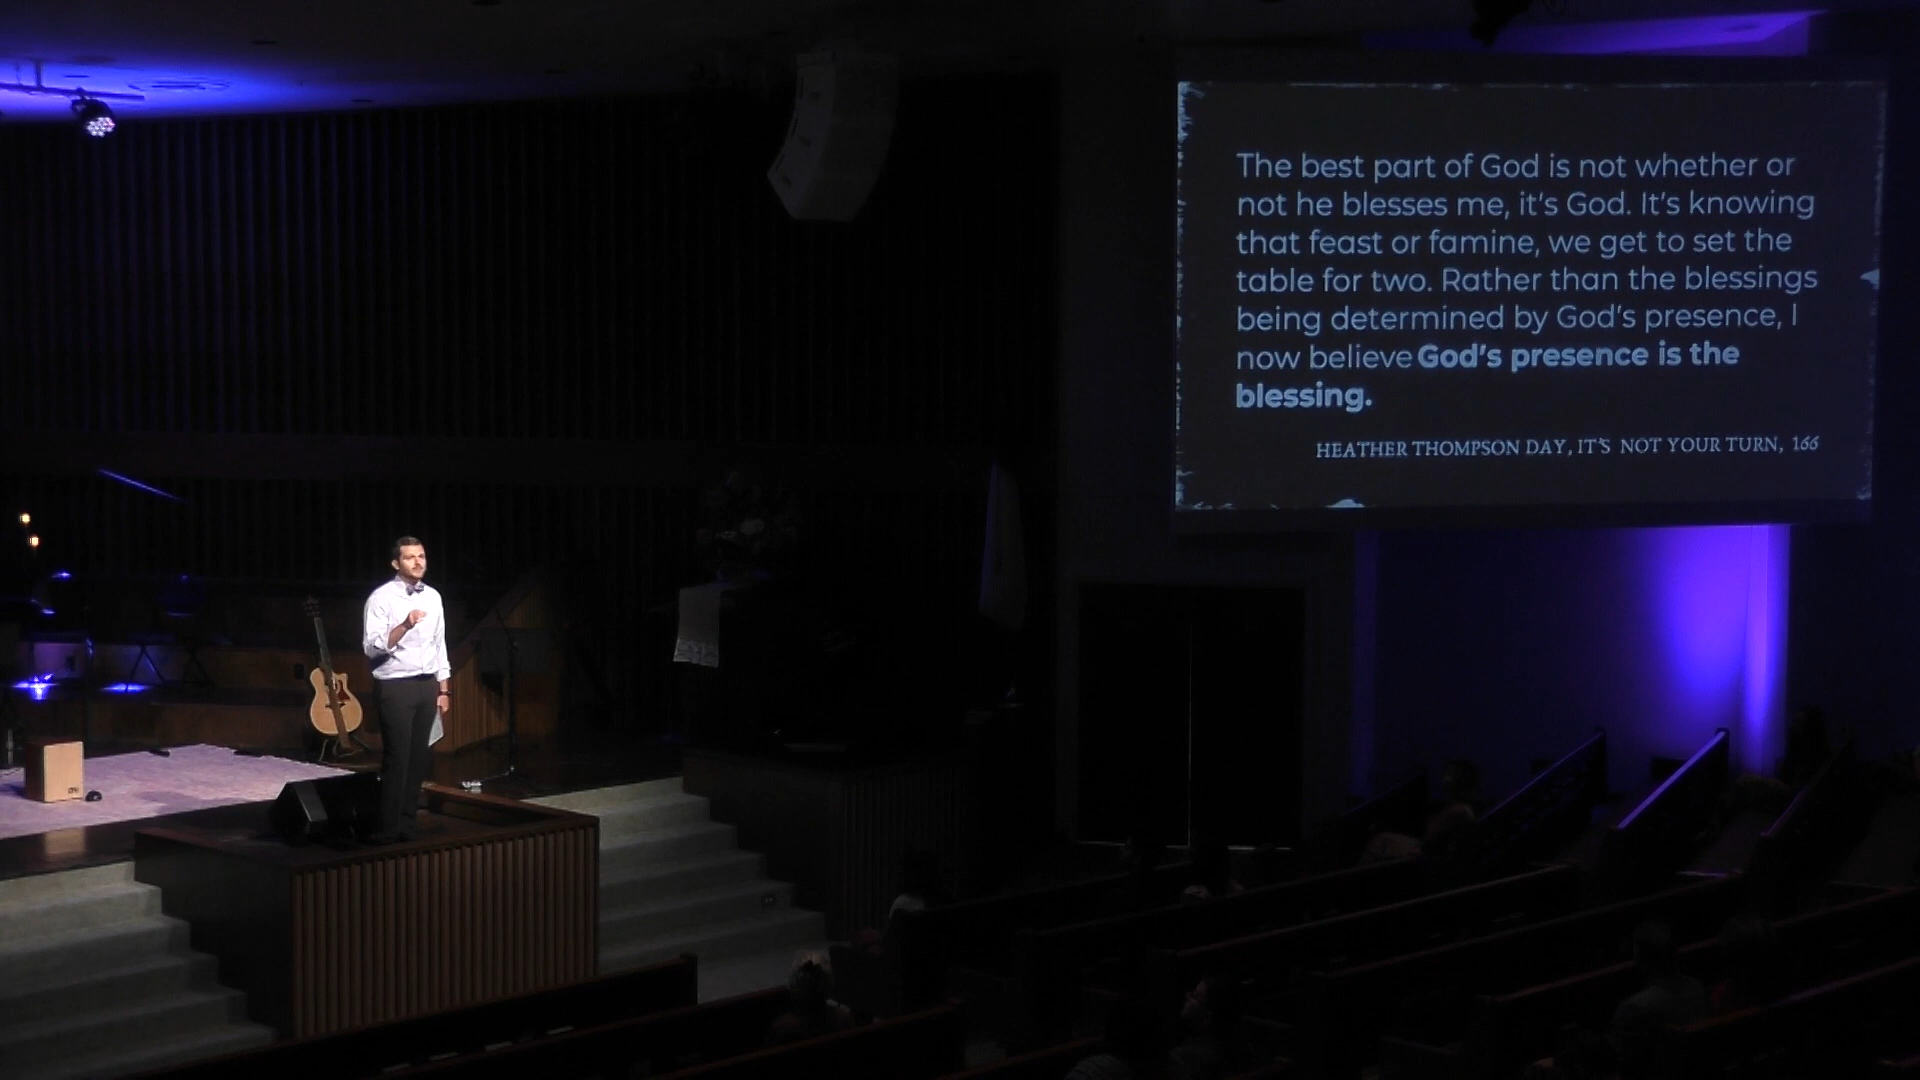 The best part of God is not whether or
not he blesses me, it's God. It's knowing
that feast or famine, we get to set the
table for two. Rather than the blessings
being determined by God's presence, I
now believe God's presence is the
blessing.
HEATHER THOMPSON DAY, IT'S NOT YOUR TURN, 166